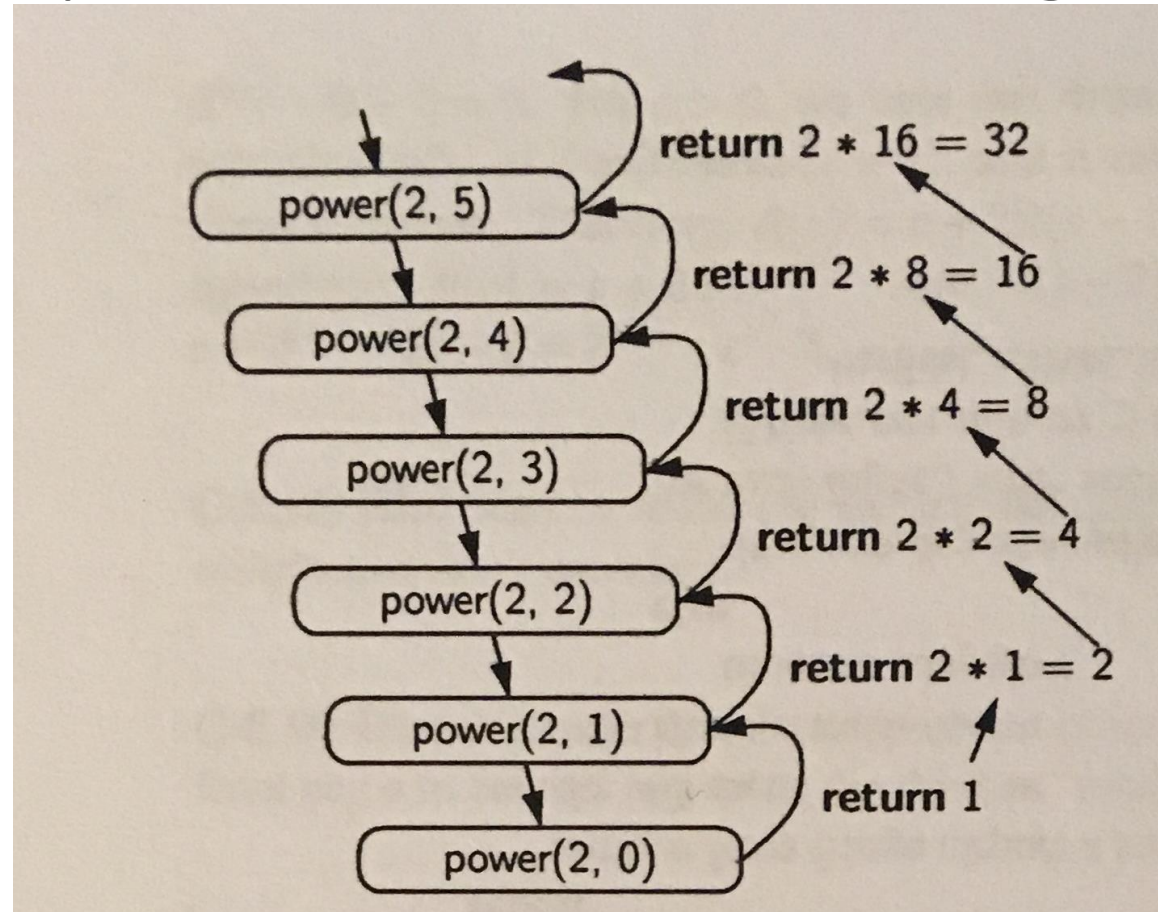 return 2 * 16 = 32
power(2, 5)
return 2 * 8 = 16
power(2, 4)
return 2 * 4 = 8
power(2, 3)
return 2 * 2 = 4
power(2, 2)
return 2 * 1 = 2
power(2, 1)
return 1
power(2, 0)